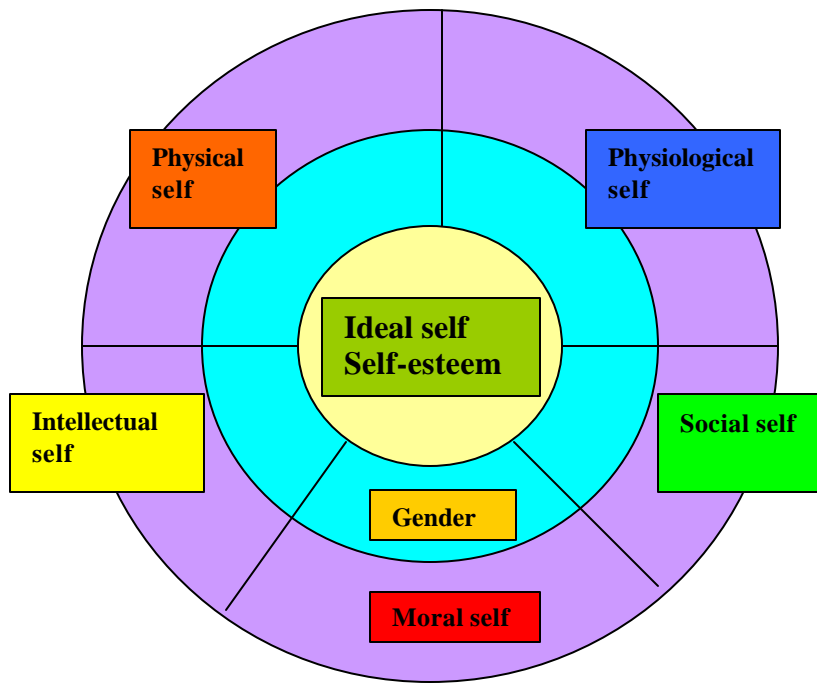 Physical
self
Physiological
self
Ideal self
Self-esteem
Intellectual
self
Social self
Gender
Moral self